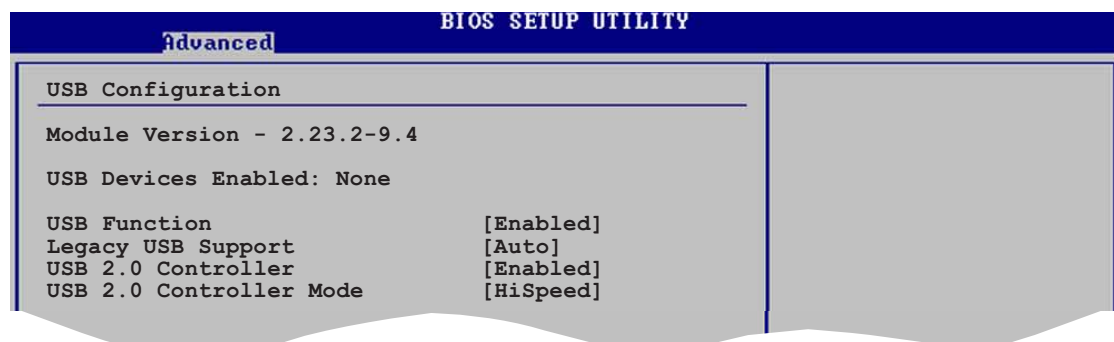 BIOS SETUP UTILITY
Advanced
USB Configuration
Module Version - 2.23.2-9.4
USB Devices Enabled: None
USB Function [Enabled]
Legacy USB Support [Auto]
USB 2.0 Controller [Enabled]
USB 2.0 Controller Mode [HiSpeed]